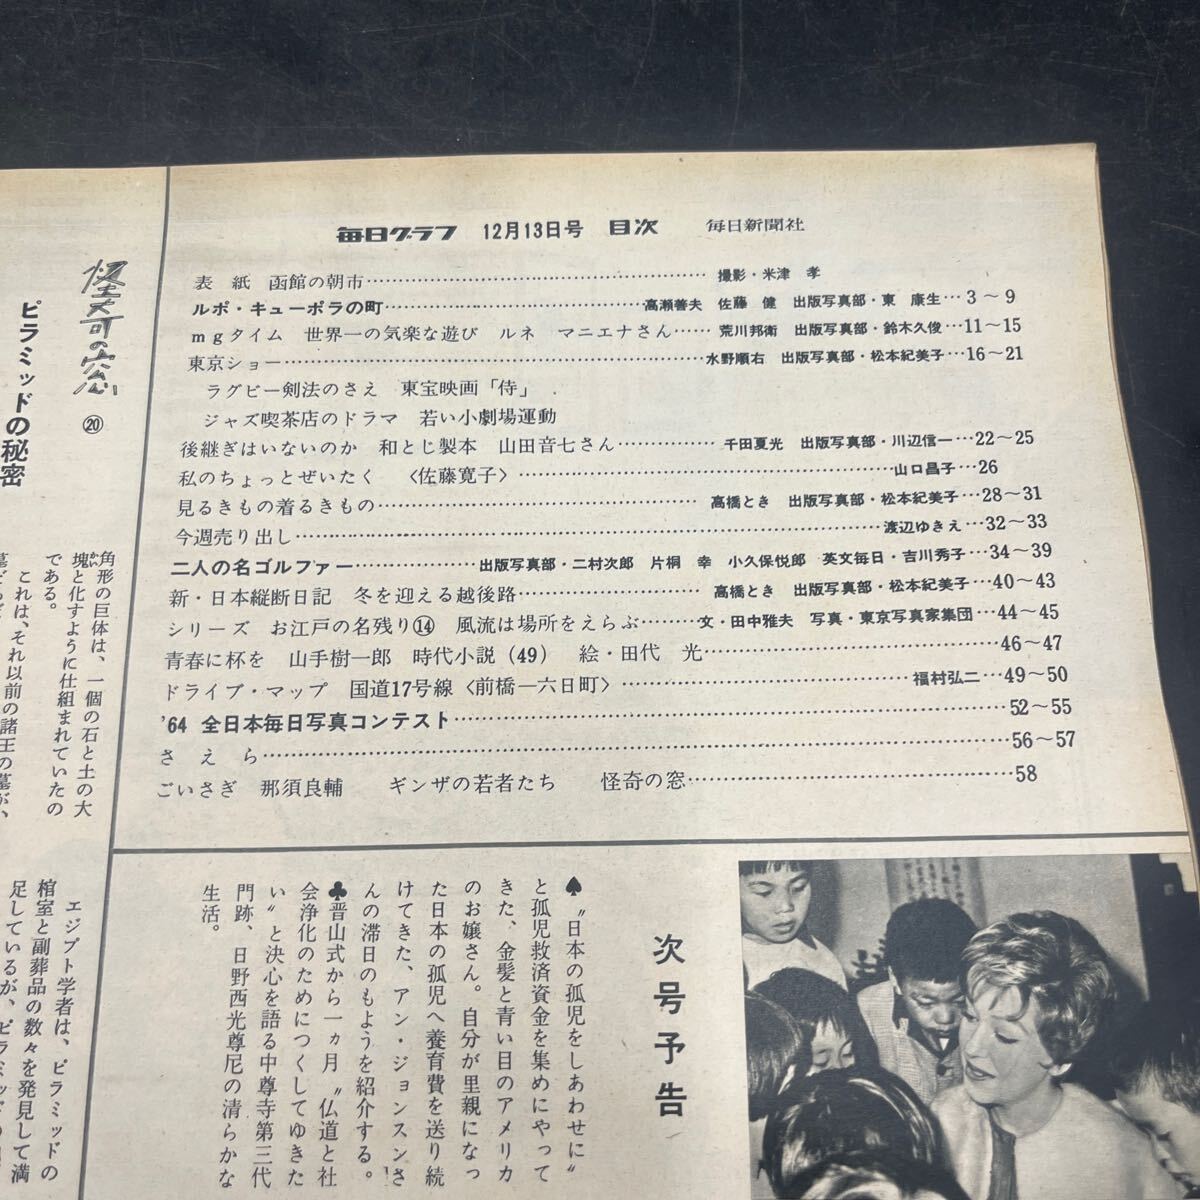 毎日グラフ 12月13日号 目次 毎日新聞社
表紙 函館の朝市…撮影・米津 孝
ルポ・キューポラの町…高瀬善夫 佐藤 健 出版写真部・東 康生…3～9
mgタイム 世界一の気楽な遊び ルネ マニエナさん……荒川邦衛 出版写真部・鈴木久俊…11～15
東京ショー…水野順右 出版写真部・松本紀美子…16～21
ラグビー剣法のさえ 東宝映画「侍」
ジャズ喫茶店のドラマ 若い小劇場運動
後継ぎはいないのか 和とじ製本 山田音七さん…千田夏光 出版写真部・川辺信一…22～25
私のちょっとぜいたく 〈佐藤寛子〉…山口昌子…26
見るきもの着るきもの…高橋とき 出版写真部・松本紀美子…28～31
今週売り出し…渡辺ゆきえ…32～33
二人の名ゴルファー…出版写真部・二村次郎 片桐 幸 小久保悦郎 英文毎日・吉川秀子…34～39
新・日本縦断日記 冬を迎える越後路…高橋とき 出版写真部・松本紀美子…40～43
シリーズ お江戸の名残り⑭ 風流は場所をえらぶ…文・田中雅夫 写真・東京写真家集団…44～45
青春に杯を 山手樹一郎 時代小説(49) 絵・田代 光…46～47
ドライブ・マップ 国道17号線〈前橋―六日町〉…福村弘二…49～50
'64 全日本毎日写真コンテスト…52～55
さえら…56～57
ごいさぎ 那須良輔 ギンザの若者たち 怪奇の窓…58
怪奇の窓⑳
ピラミッドの秘密
角形の巨体は、一個の石と土の大
塊と化すように仕組まれていたの
である。
これは、それ以前の諸王の墓が、
エジプト学者は、ピラミッドの
棺室と副葬品の数々を発見して満
足しているが、
次号予告
♠〝日本の孤児をしあわせに〟
と孤児救済資金を集めにやって
きた、金髪と青い目のアメリカ
のお嬢さん。自分が里親になっ
た日本の孤児へ養育費を送り続
けてきた、アン・ジョンスンさ
んの滞日のもようを紹介する。
♣晋山式から一ヵ月〝仏道と社
会浄化のためにつくしてゆきた
い〟と決心を語る中尊寺第三代
門跡、日野西光尊尼の清らかな
生活。